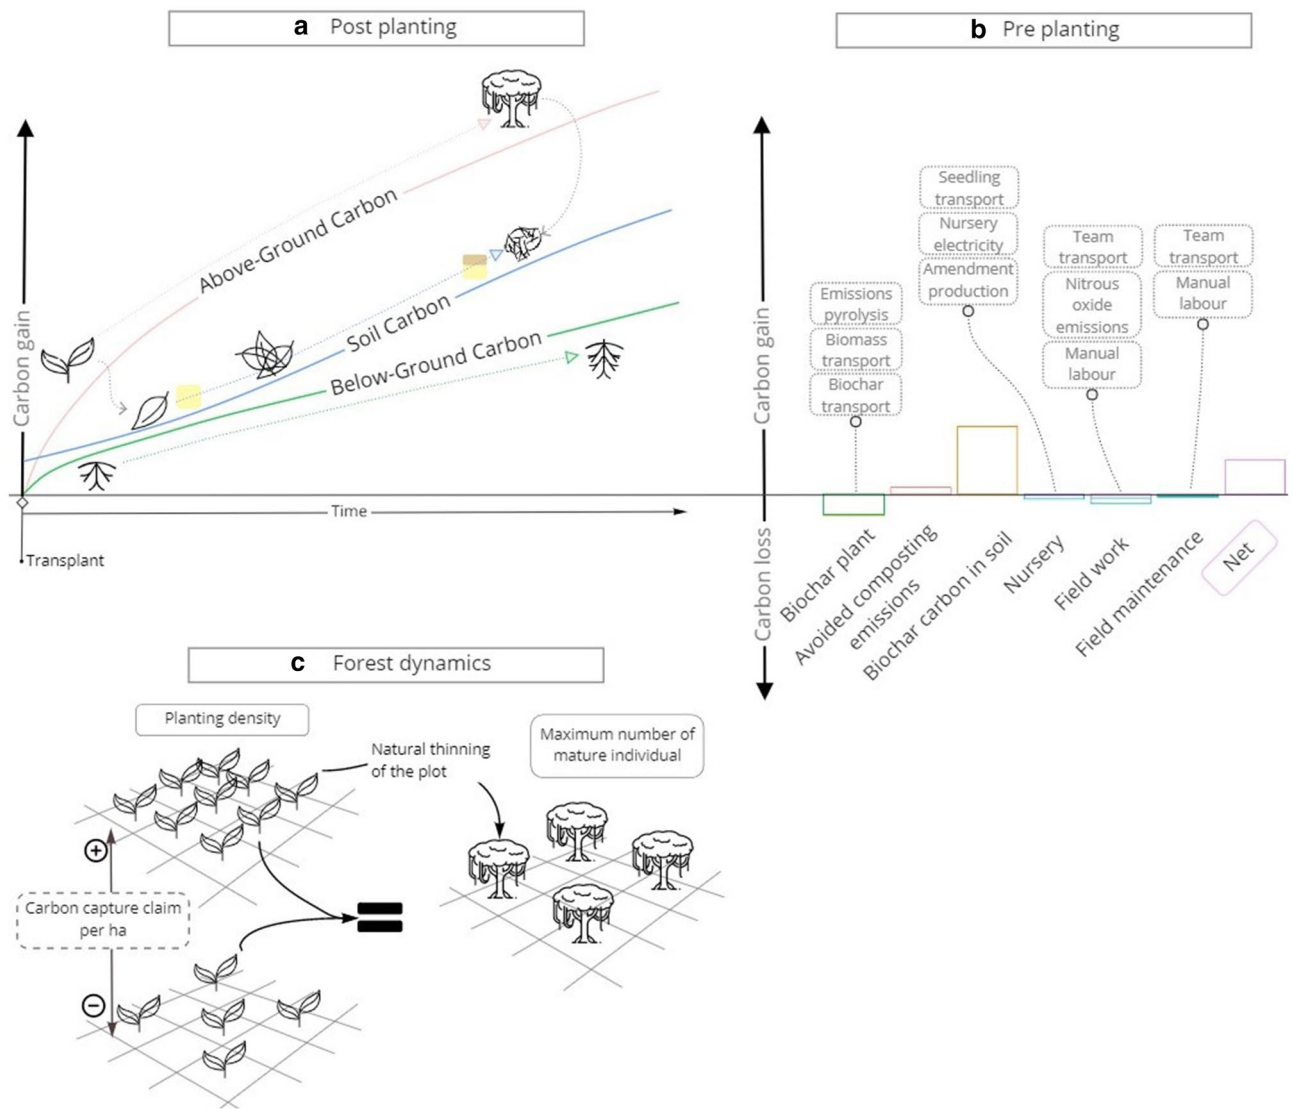 a Post planting
Carbon gain
Above-Ground Carbon
Soil Carbon
Below-Ground Carbon
Time
Transplant
b Pre planting
Carbon gain
Carbon loss
Emissions
pyrolysis
Biomass
transport
Biochar
transport
Seedling
transport
Nursery
electricity
Amendment
production
Team
transport
Nitrous
oxide
emissions
Manual
labour
Team
transport
Manual
labour
Biochar plant
Avoided composting
emissions
Biochar carbon in soil
Nursery
Field work
Field maintenance
Net
c Forest dynamics
Planting density
Natural thinning
of the plot
Maximum number of
mature individual
+
Carbon capture claim
per ha
−
=